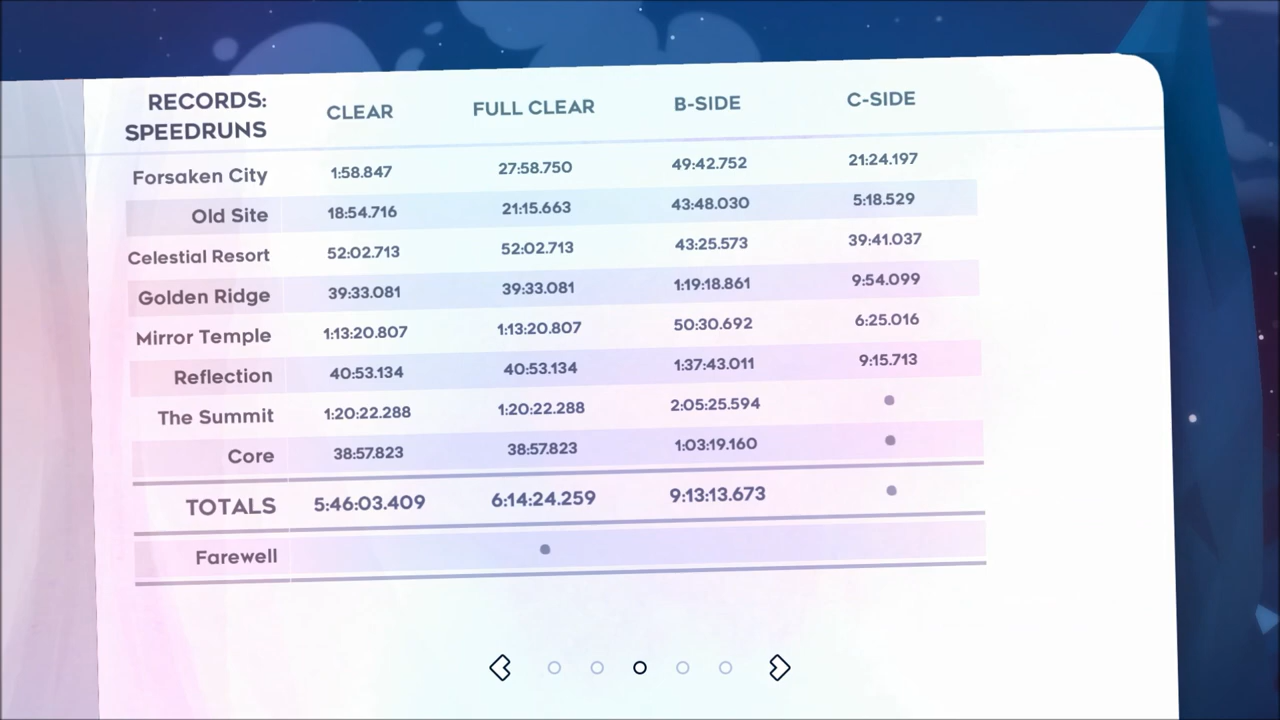 RECORDS: SPEEDRUNS CLEAR FULL CLEAR B-SIDE C-SIDE
Forsaken City 1:58.847 27:58.750 49:42.752 21:24.197
Old Site 18:54.716 21:15.663 43:48.030 5:18.529
Celestial Resort 52:02.713 52:02.713 43:25.573 39:41.037
Golden Ridge 39:33.081 39:33.081 1:19:18.861 9:54.099
Mirror Temple 1:13:20.807 1:13:20.807 50:30.692 6:25.016
Reflection 40:53.134 40:53.134 1:37:43.011 9:15.713
The Summit 1:20:22.288 1:20:22.288 2:05:25.594
Core 38:57.823 38:57.823 1:03:19.160
TOTALS 5:46:03.409 6:14:24.259 9:13:13.673
Farewell